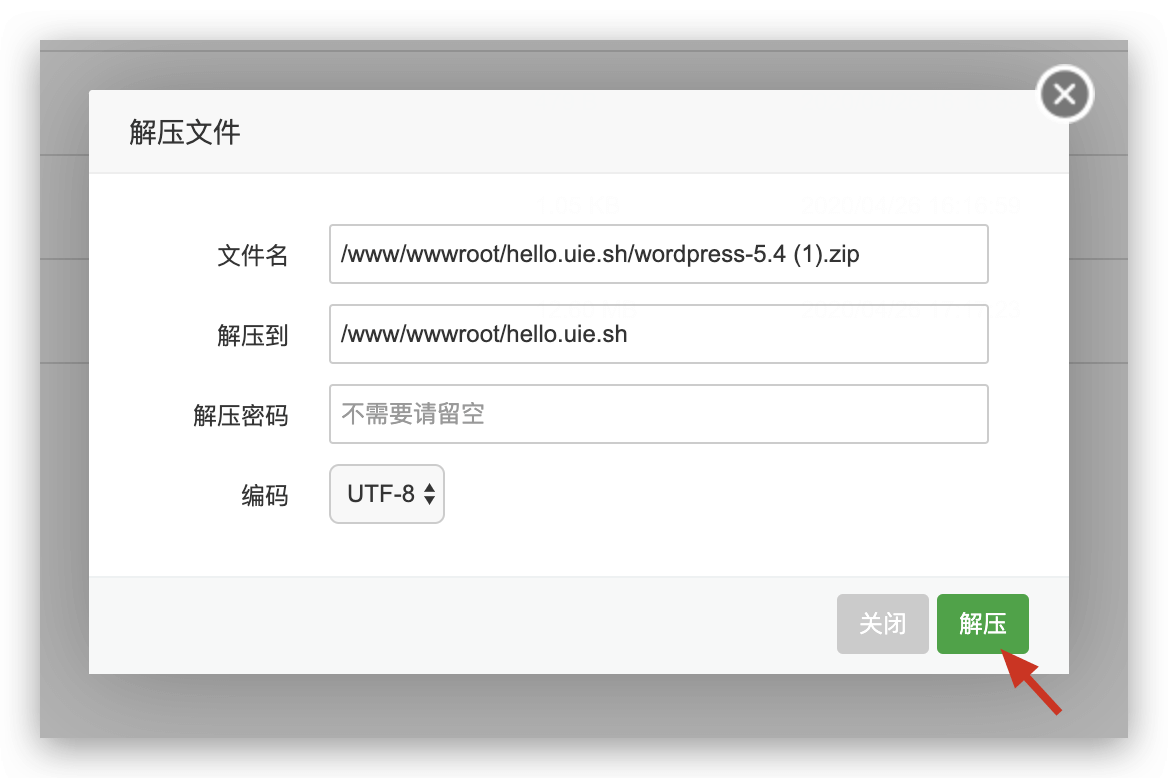 解压文件
文件名
/www/wwwroot/hello.uie.sh/wordpress-5.4 (1).zip
解压到
/www/wwwroot/hello.uie.sh
解压密码
不需要请留空
编码
UTF-8
关闭
解压